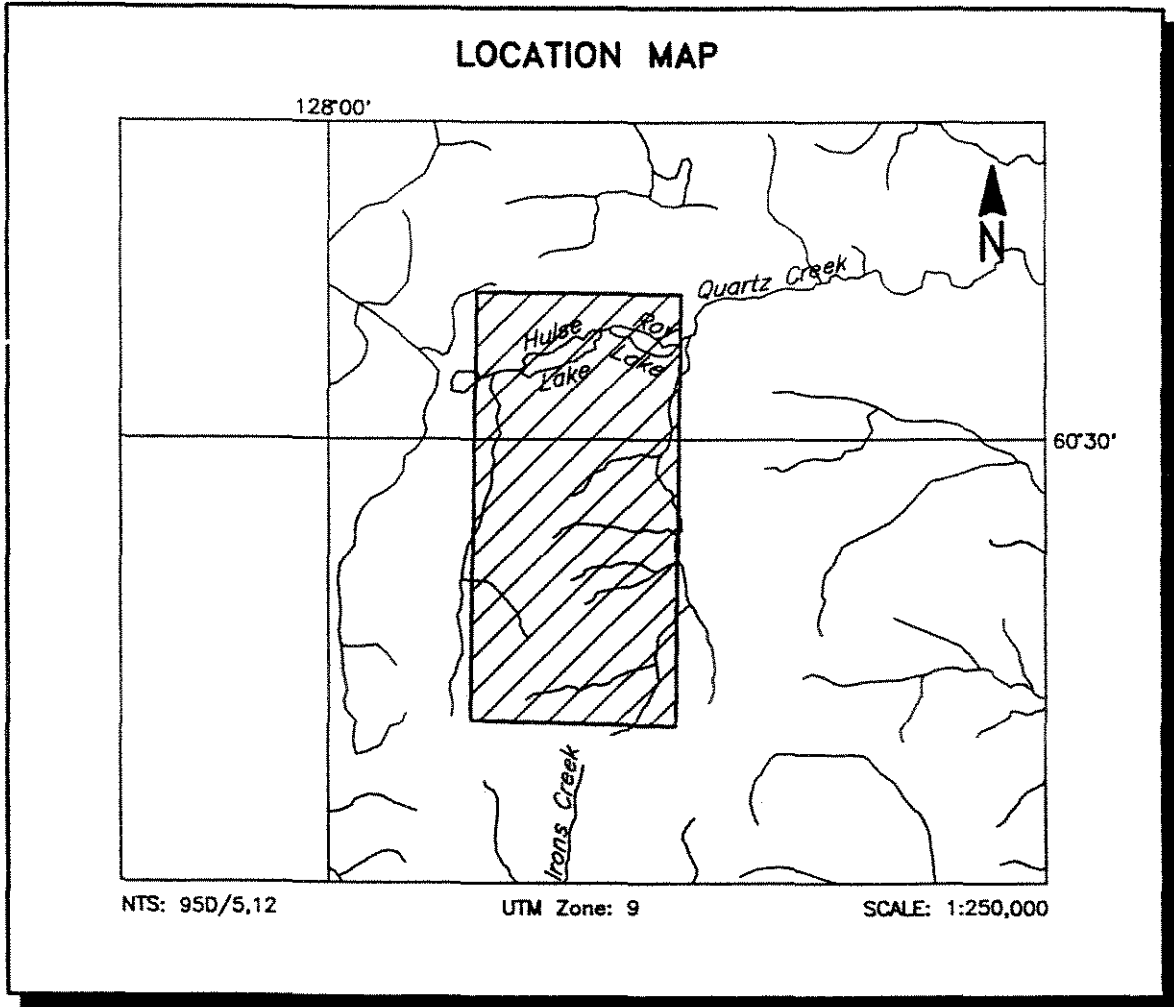 LOCATION MAP
128°00'
N
Quartz Creek
Hulse
Lake
Roy
Lake
60°30'
Irons Creek
NTS: 95D/5,12
UTM Zone: 9
SCALE: 1:250,000